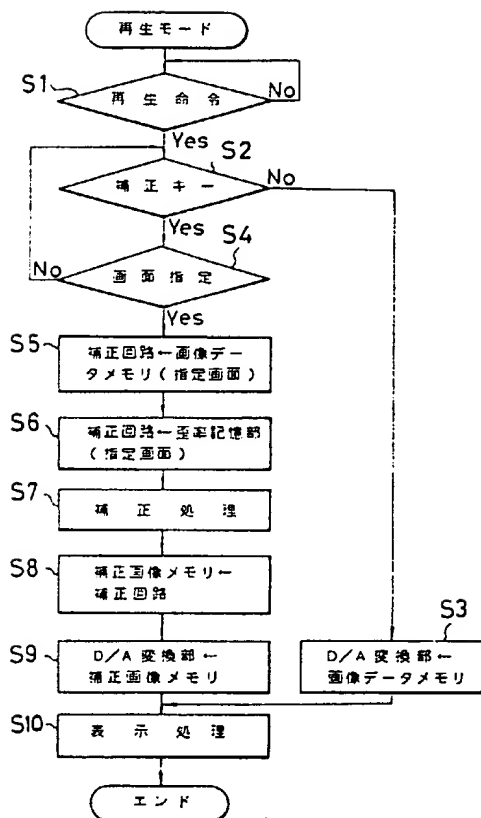 再生モード
S1
再生命令
No
Yes
S2
補正キー
No
Yes
S4
画面指定
No
Yes
S5
補正回路←画像デー
タメモリ(指定画面)
S6
補正回路←歪率記憶部
(指定画面)
S7
補正処理
S8
補正画像メモリ←
補正回路
S9
D/A変換部←
補正画像メモリ
S3
D/A変換部←
画像データメモリ
S10
表示処理
エンド